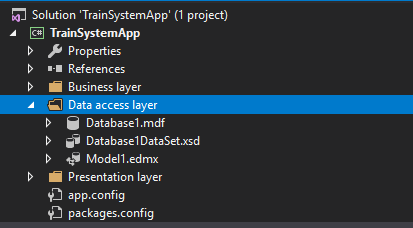 Solution 'TrainSystemApp' (1 project)
C# TrainSystemApp
Properties
References
Business layer
Data access layer
Database1.mdf
Database1DataSet.xsd
Model1.edmx
Presentation layer
app.config
packages.config